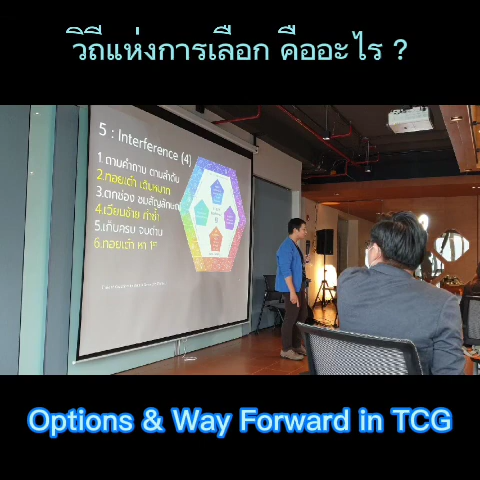 วิถีแห่งการเลือก คืออะไร ?
5 : Interference (4)
1.ถามคำถาม ตามลำดับ
2.ทอยเต๋า เดินหมาก
3.ตกช่อง ชมสัญลักษณ์
4.เวียนซ้าย ทำซ้ำ
5.เก็บครบ จบด่าน
6.ทอยเต๋า หา 1st
Options & Way Forward in TCG